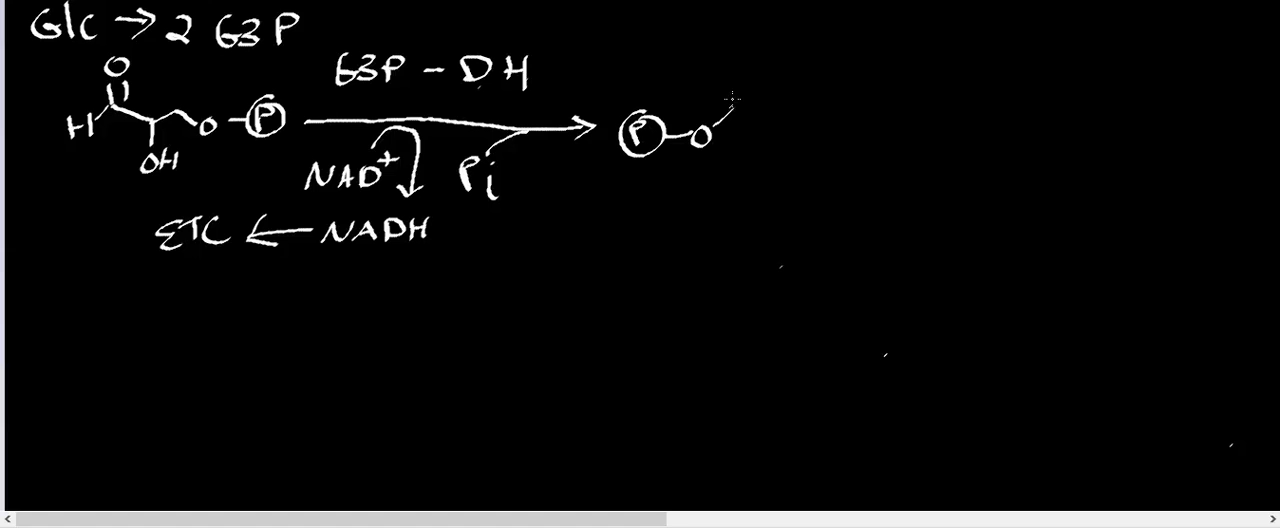 Glc → 2 G3P
O
G3P - DH
H O - P
OH
P - O
NAD+ Pi
ETC ← NADH